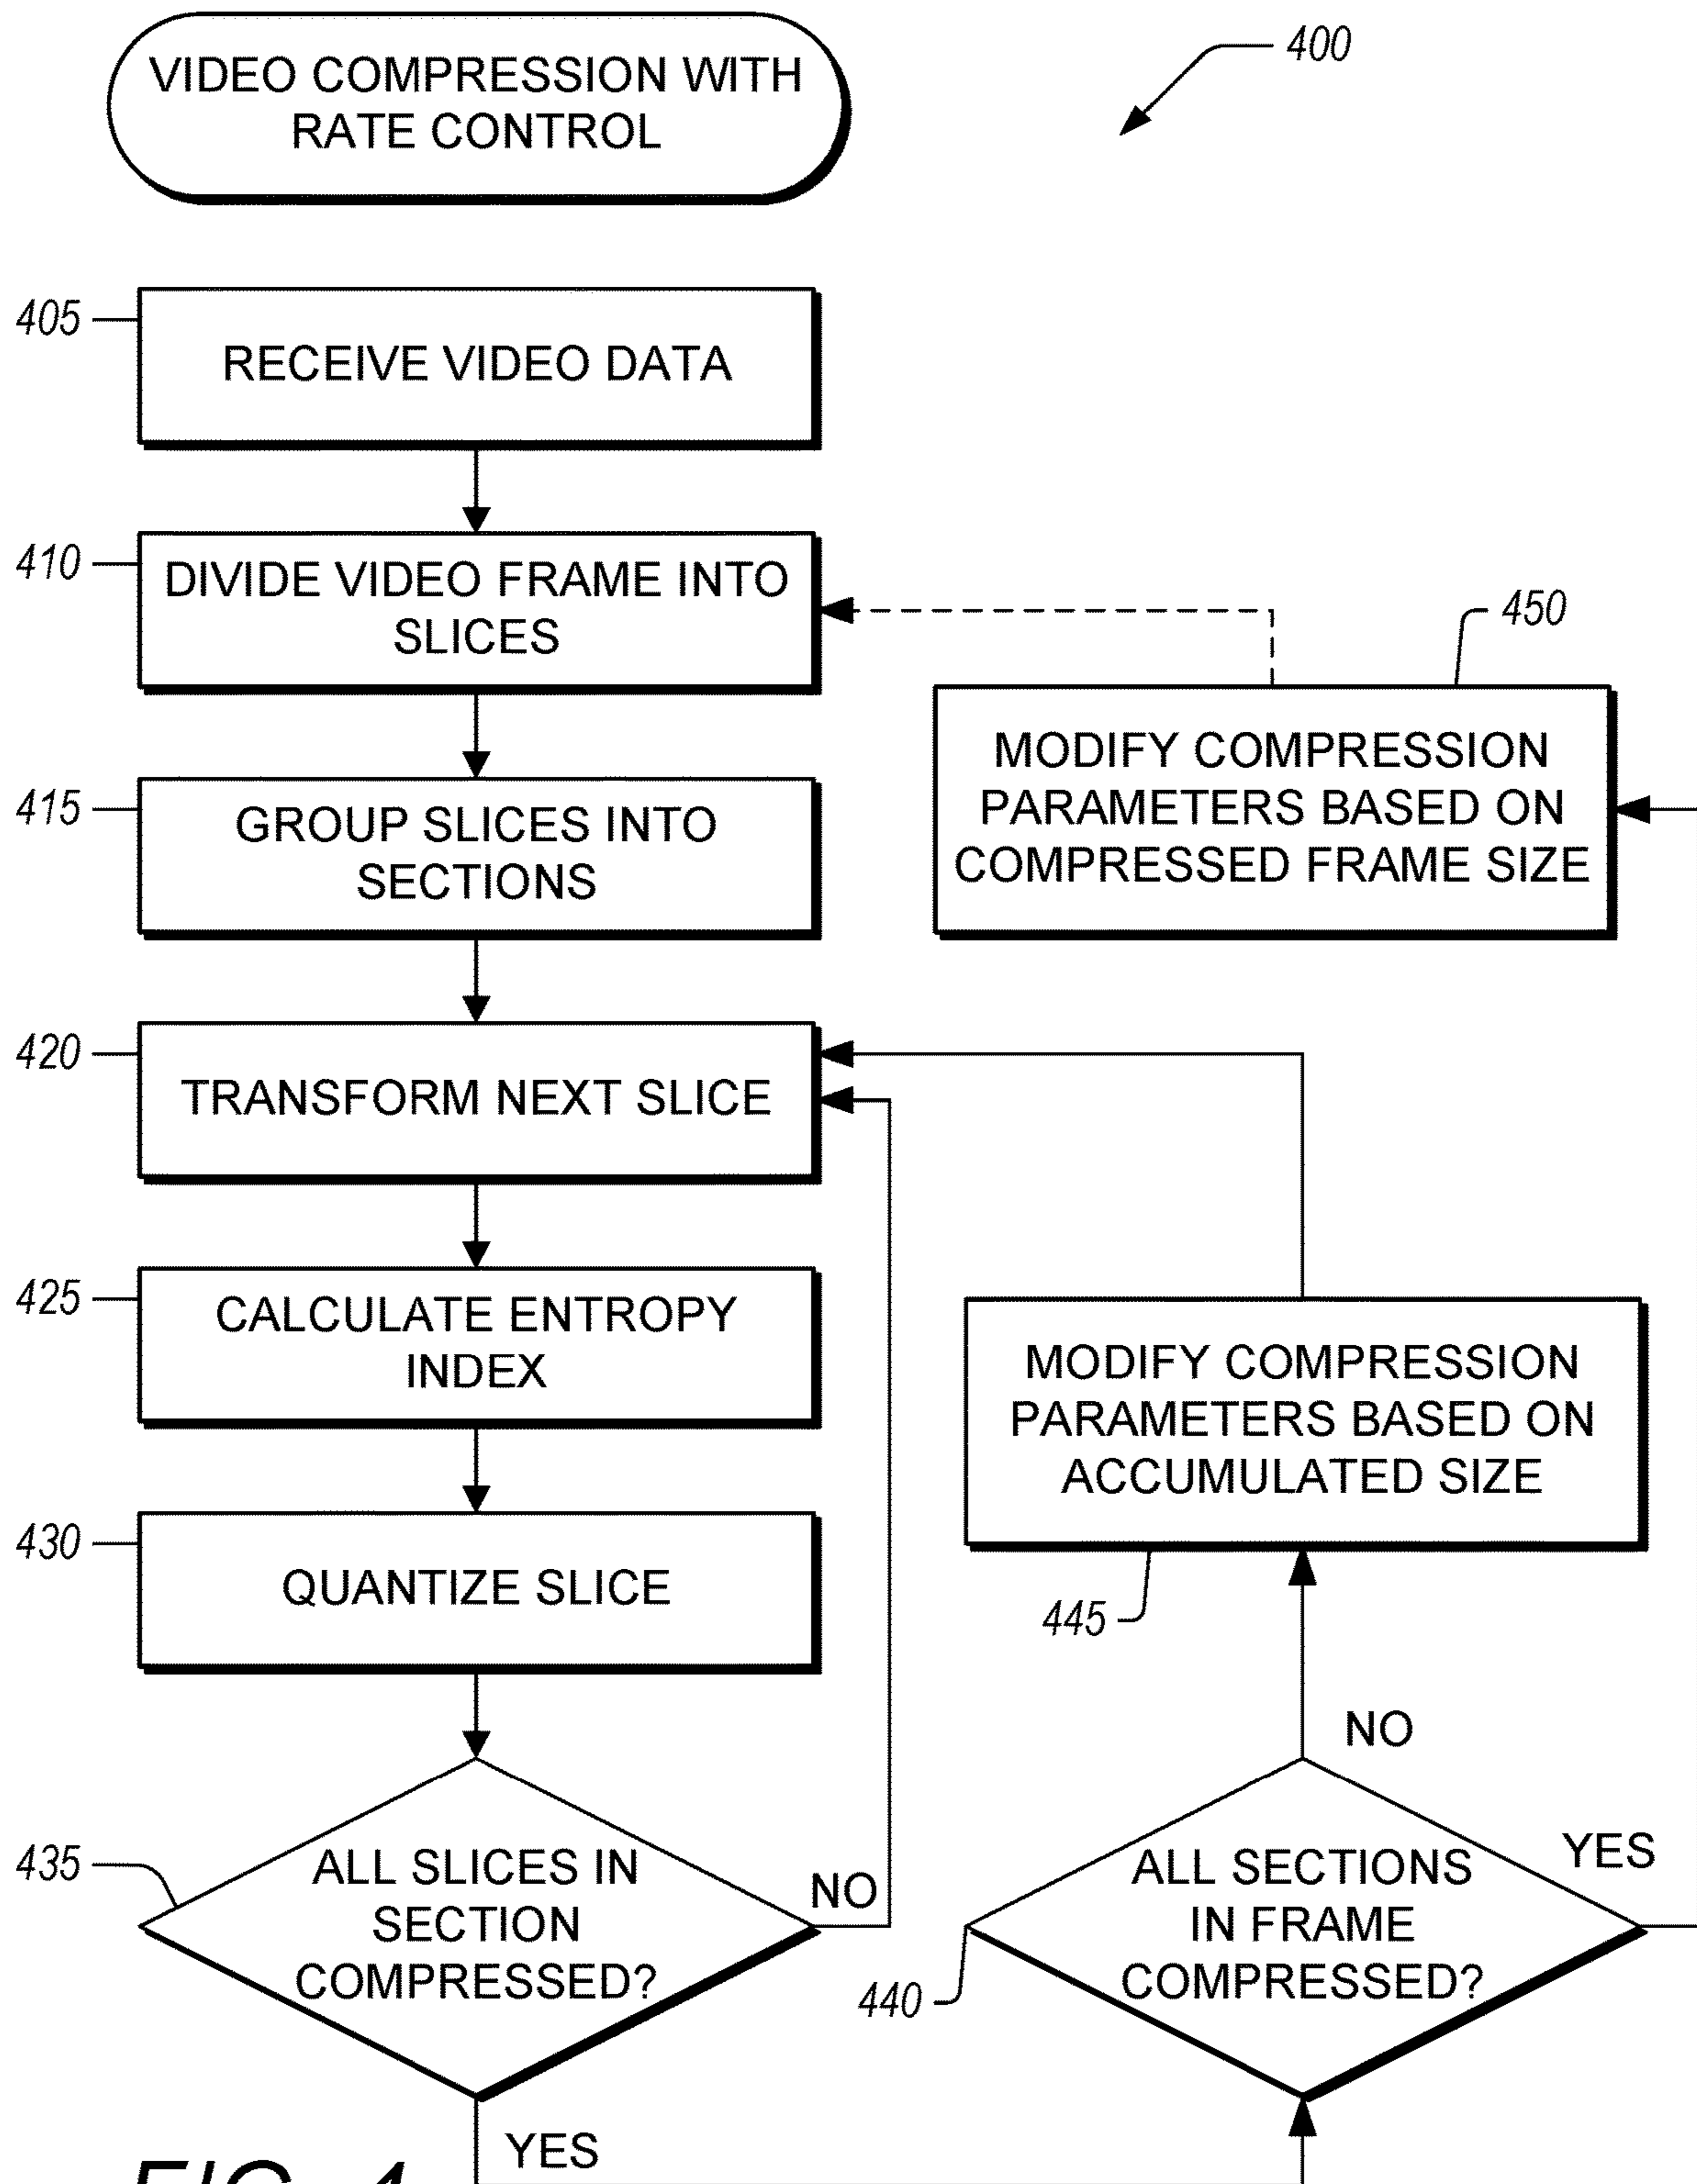 VIDEO COMPRESSION WITH
RATE CONTROL
400
405
RECEIVE VIDEO DATA
410
DIVIDE VIDEO FRAME INTO
SLICES
450
MODIFY COMPRESSION
PARAMETERS BASED ON
COMPRESSED FRAME SIZE
415
GROUP SLICES INTO
SECTIONS
420
TRANSFORM NEXT SLICE
425
CALCULATE ENTROPY
INDEX
MODIFY COMPRESSION
PARAMETERS BASED ON
ACCUMULATED SIZE
445
430
QUANTIZE SLICE
435
ALL SLICES IN
SECTION
COMPRESSED?
NO
YES
NO
ALL SECTIONS
IN FRAME
COMPRESSED?
YES
440
FIG. 4